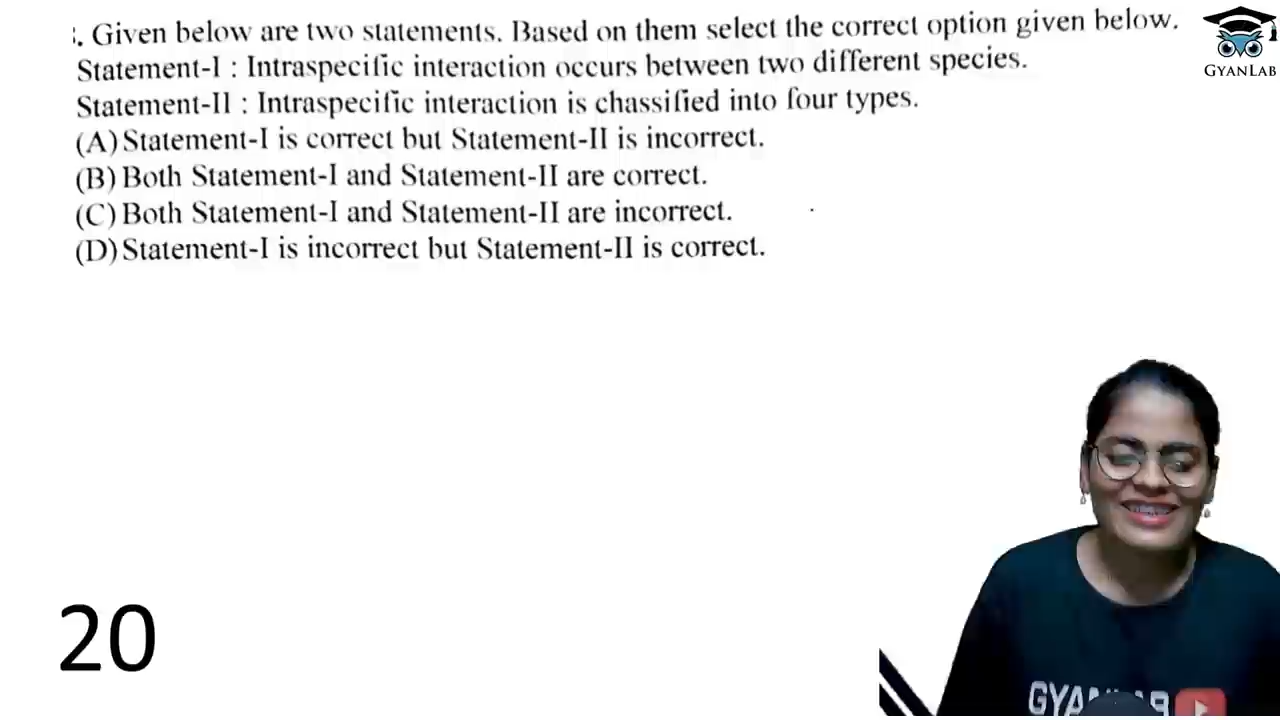 . Given below are two statements. Based on them select the correct option given below.
Statement-I : Intraspecific interaction occurs between two different species.
Statement-II : Intraspecific interaction is chassified into four types.
(A) Statement-I is correct but Statement-II is incorrect.
(B) Both Statement-I and Statement-II are correct.
(C) Both Statement-I and Statement-II are incorrect.
(D) Statement-I is incorrect but Statement-II is correct.
GYANLAB
20